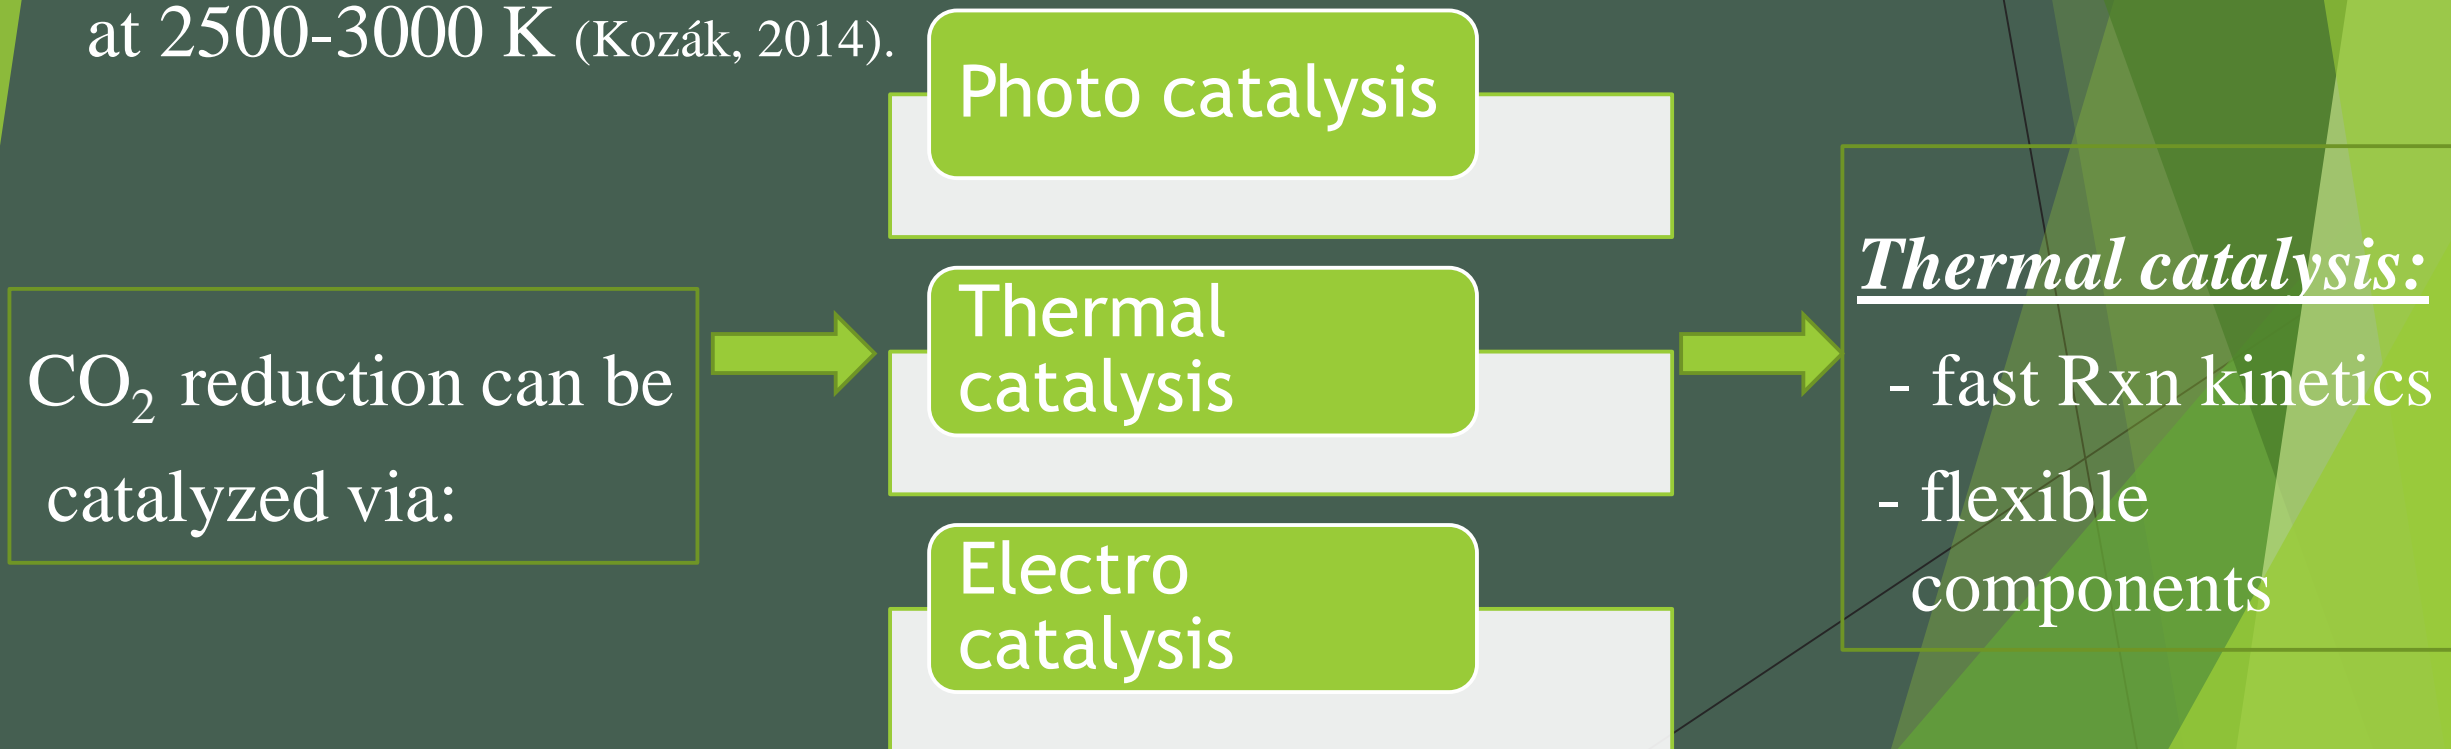 at 2500-3000 K (Kozák, 2014).
CO₂ reduction can be
catalyzed via:
Photo catalysis
Thermal
catalysis
Electro
catalysis
Thermal catalysis:
- fast Rxn kinetics
- flexible
components